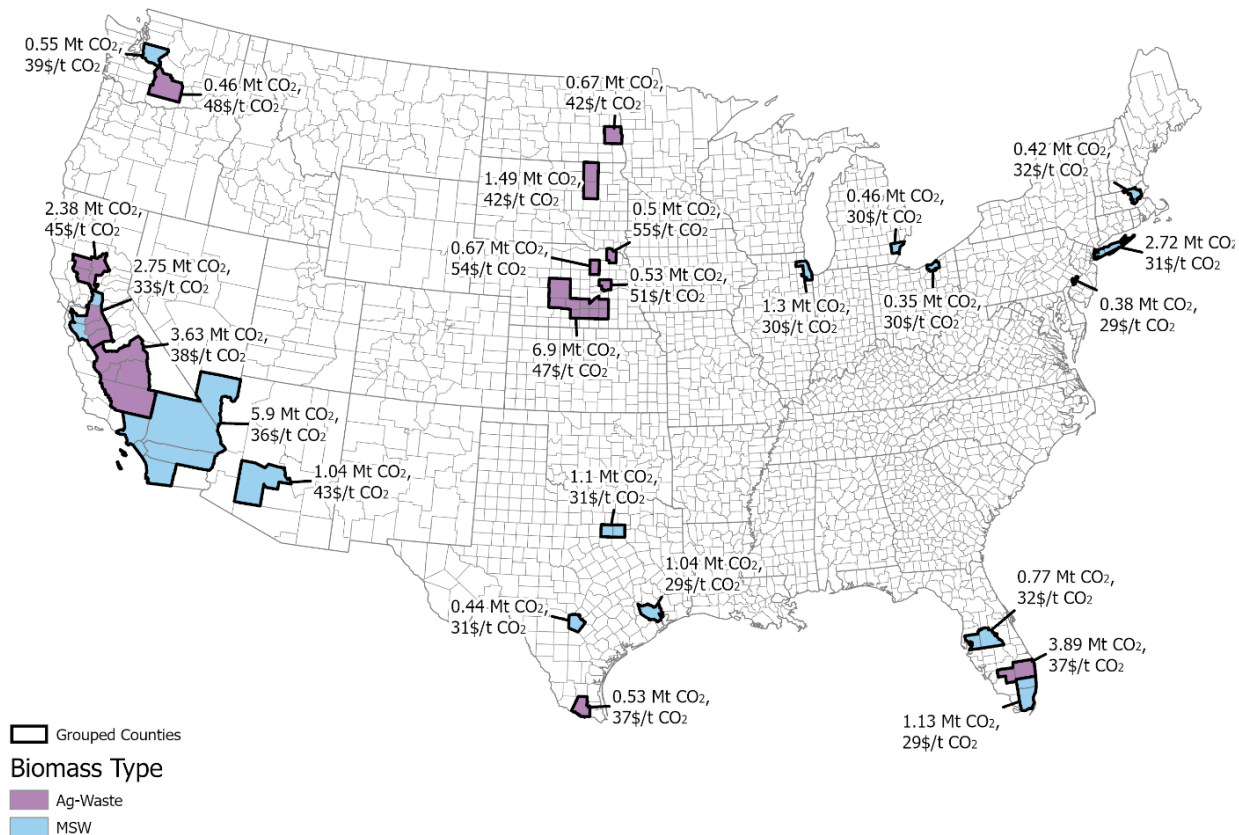 0.55 Mt CO₂,
39$/t CO₂
0.46 Mt CO₂,
48$/t CO₂
0.67 Mt CO₂,
42$/t CO₂
1.49 Mt CO₂,
42$/t CO₂
0.42 Mt CO₂,
32$/t CO₂
0.46 Mt CO₂,
30$/t CO₂
2.38 Mt CO₂,
45$/t CO₂
0.5 Mt CO₂,
55$/t CO₂
2.72 Mt CO₂,
31$/t CO₂
0.67 Mt CO₂,
54$/t CO₂
2.75 Mt CO₂,
33$/t CO₂
0.53 Mt CO₂,
51$/t CO₂
1.3 Mt CO₂,
30$/t CO₂
0.35 Mt CO₂,
30$/t CO₂
0.38 Mt CO₂,
29$/t CO₂
3.63 Mt CO₂,
38$/t CO₂
6.9 Mt CO₂,
47$/t CO₂
5.9 Mt CO₂,
36$/t CO₂
1.04 Mt CO₂,
43$/t CO₂
1.1 Mt CO₂,
31$/t CO₂
1.04 Mt CO₂,
29$/t CO₂
0.77 Mt CO₂,
32$/t CO₂
0.44 Mt CO₂,
31$/t CO₂
3.89 Mt CO₂,
37$/t CO₂
0.53 Mt CO₂,
37$/t CO₂
1.13 Mt CO₂,
29$/t CO₂
Grouped Counties
Biomass Type
Ag-Waste
MSW